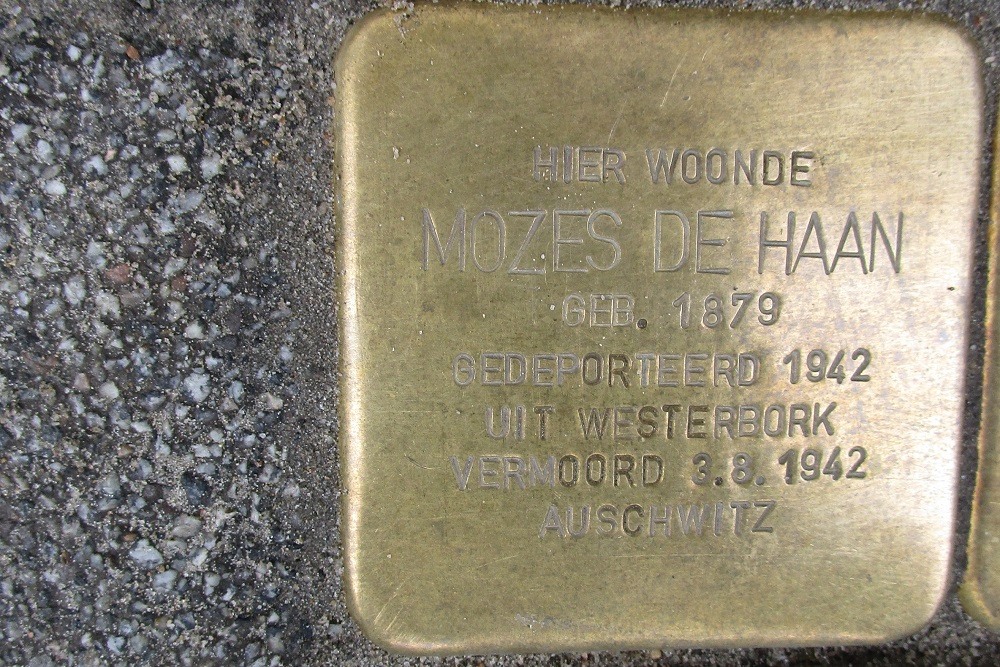 HIER WOONDE
MOZES DE HAAN
GEB. 1879
GEDEPORTEERD 1942
UIT WESTERBORK
VERMOORD 3.8.1942
AUSCHWITZ